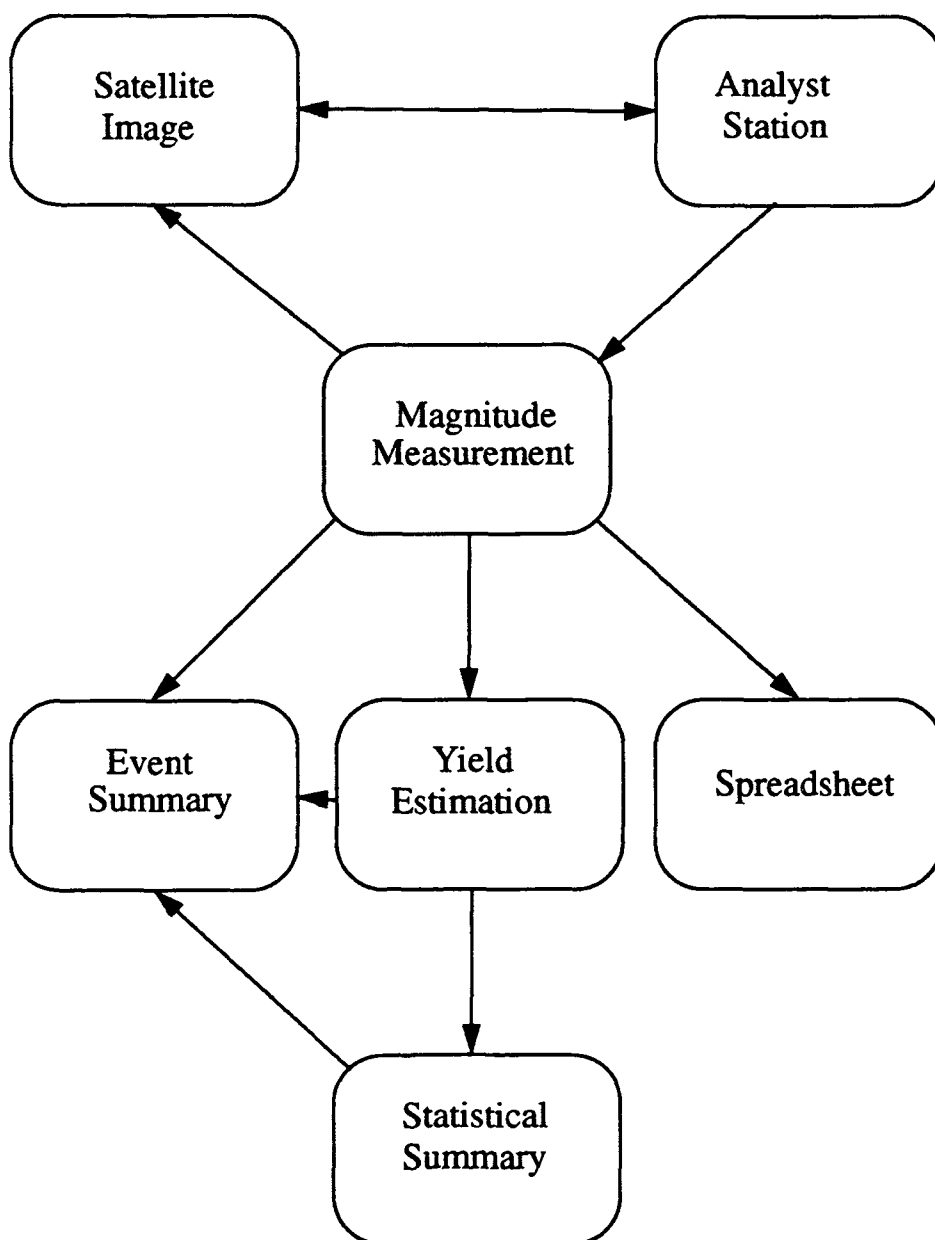 Satellite
Image
Analyst
Station
Magnitude
Measurement
Event
Summary
Yield
Estimation
Spreadsheet
Statistical
Summary